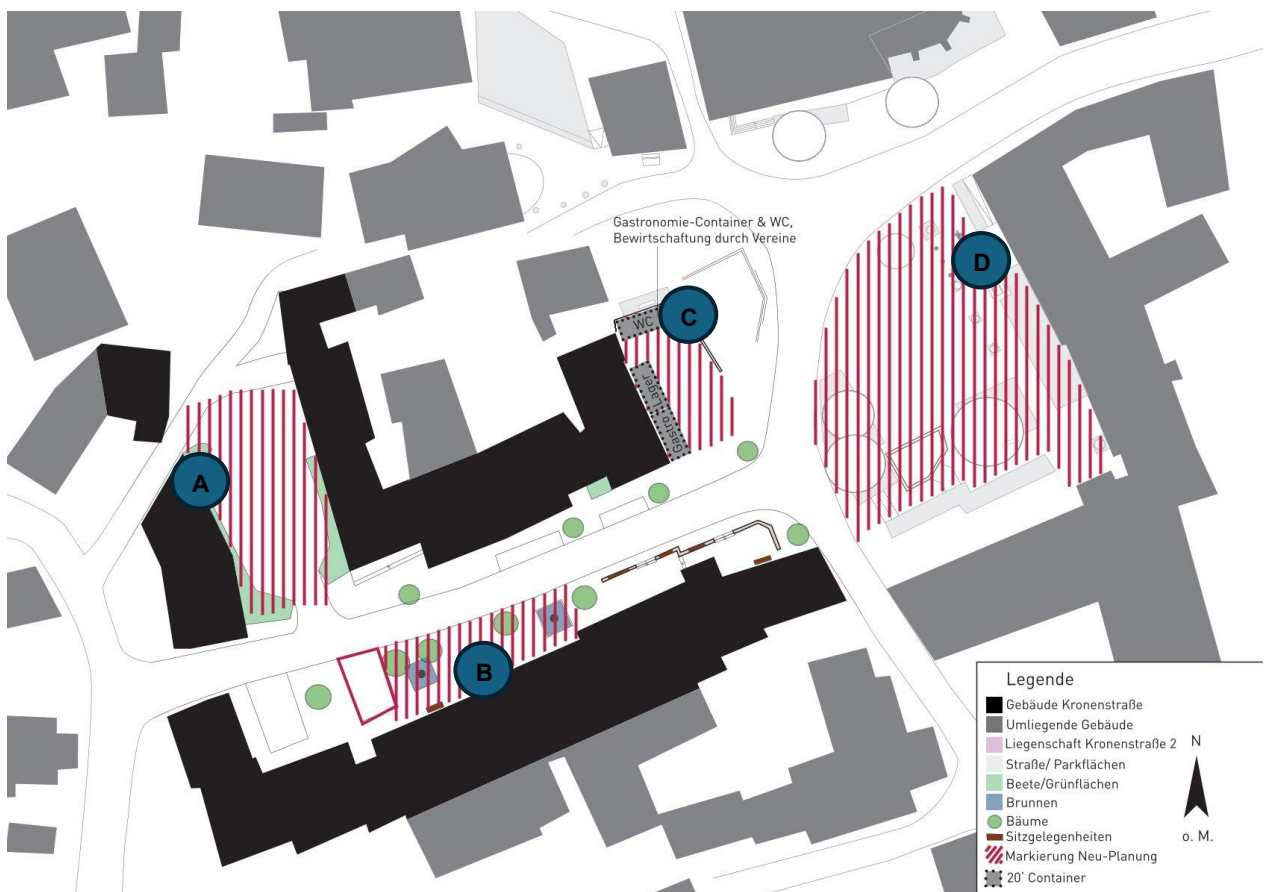 Gastronomie-Container & WC,
Bewirtschaftung durch Vereine
D
WC
C
Lager
Gastro
A
B
Legende
Gebäude Kronenstraße
Umliegende Gebäude
Liegenschaft Kronenstraße 2
Straße/ Parkflächen
Beete/Grünflächen
Brunnen
Bäume
Sitzgelegenheiten
Markierung Neu-Planung
20' Container
N
o. M.